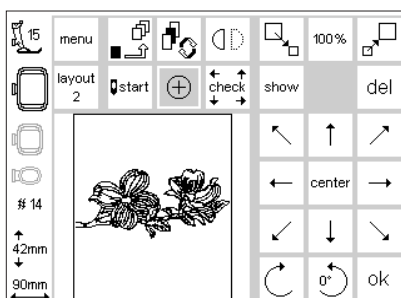 15
menu
100%
layout
2
start
check
show
del
center
# 14
42mm
90mm
0°
ok